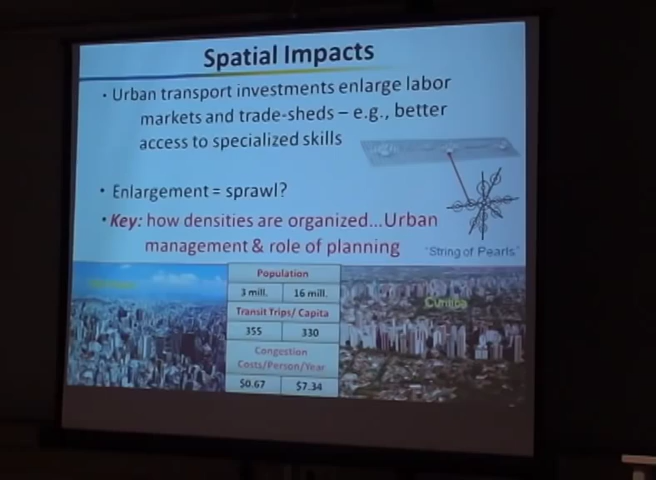 Spatial Impacts
• Urban transport investments enlarge labor
markets and trade-sheds – e.g., better
access to specialized skills
• Enlargement = sprawl?
• Key: how densities are organized...Urban
management & role of planning
"String of Pearls"
Population
3 mill. 16 mill.
Transit Trips/ Capita
355 330
Congestion
Costs/Person/Year
$0.67 $7.34
Curitiba